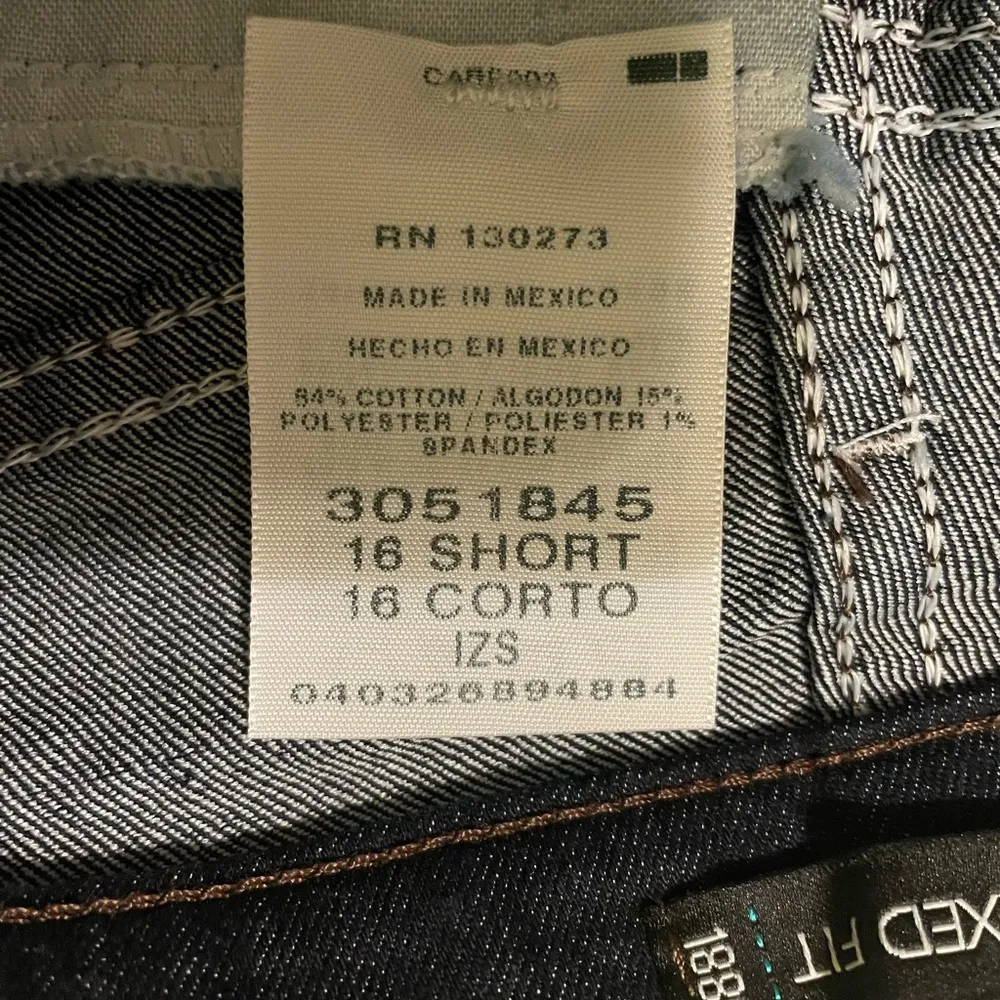 CARE003
RN 130273
MADE IN MEXICO
HECHO EN MEXICO
84% COTTON / ALGODON 15%
POLYESTER / POLIESTER 1%
SPANDEX
3051845
16 SHORT
16 CORTO
IZS
040326894884
XED
FIT
188